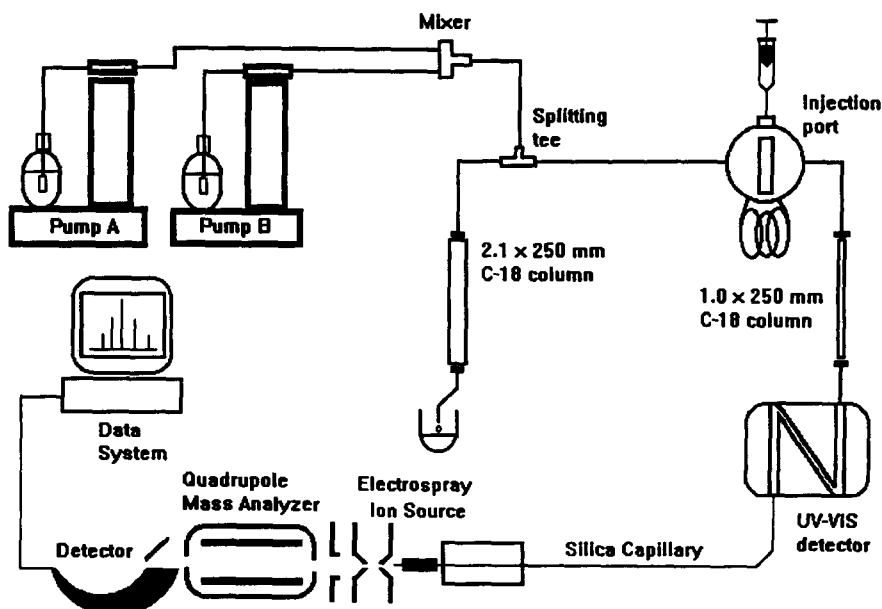 Mixer
Splitting
tee
Injection
port
Pump A
Pump B
2.1 × 250 mm
C-18 column
1.0 × 250 mm
C-18 column
Data
System
Quadrupole
Mass Analyzer
Electrospray
Ion Source
Detector
Silica Capillary
UV-VIS
detector